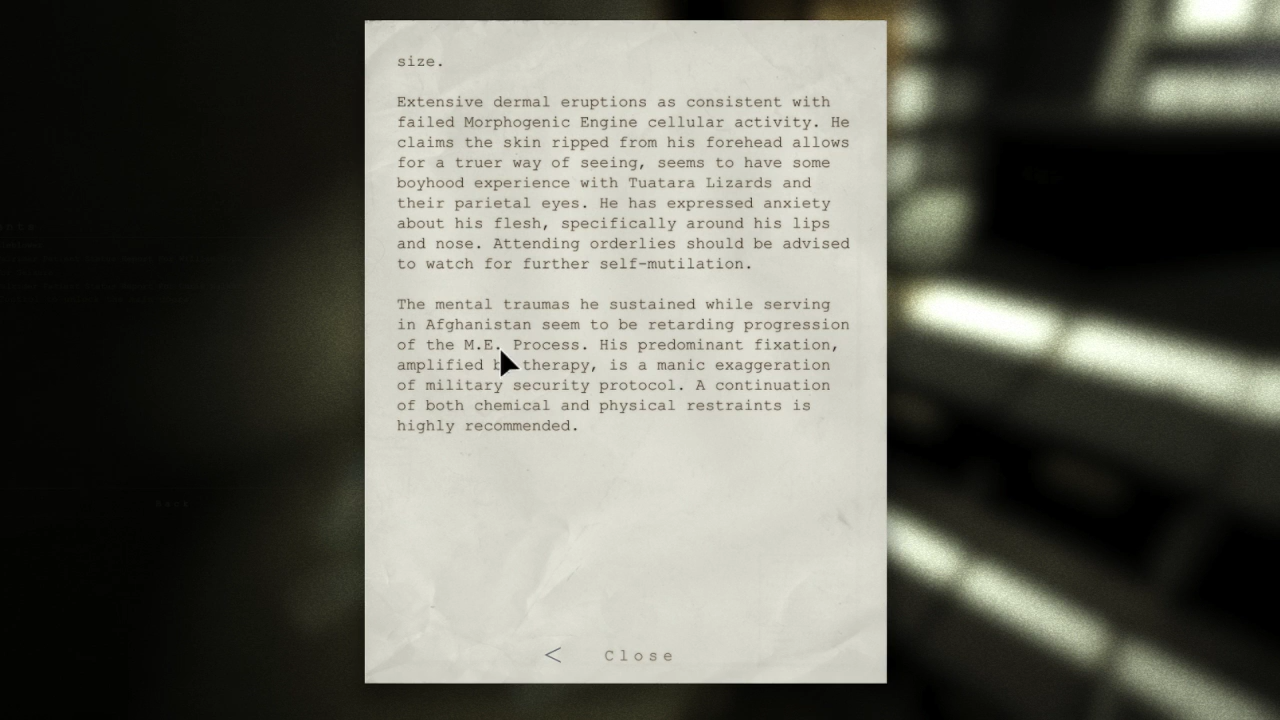 size.
Extensive dermal eruptions as consistent with
failed Morphogenic Engine cellular activity. He
claims the skin ripped from his forehead allows
for a truer way of seeing, seems to have some
boyhood experience with Tuatara Lizards and
their parietal eyes. He has expressed anxiety
about his flesh, specifically around his lips
and nose. Attending orderlies should be advised
to watch for further self-mutilation.
The mental traumas he sustained while serving
in Afghanistan seem to be retarding progression
of the M.E. Process. His predominant fixation,
amplified therapy, is a manic exaggeration
of military security protocol. A continuation
of both chemical and physical restraints is
highly recommended.
< Close